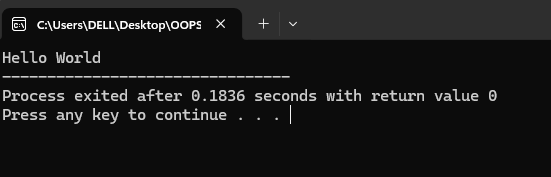 C:\Users\DELL\Desktop\OOPS
Hello World
--------------------------------
Process exited after 0.1836 seconds with return value 0
Press any key to continue . . .